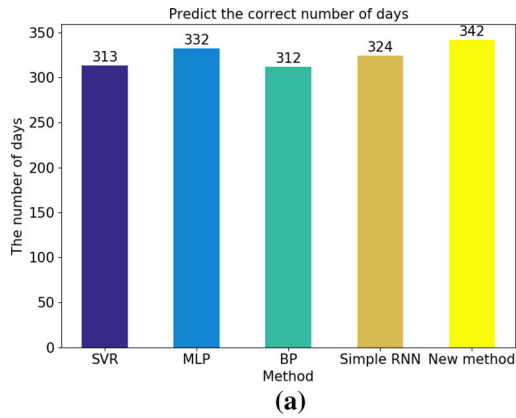 Predict the correct number of days
The number of days
350
300
250
200
150
100
50
0
313
332
312
324
342
SVR
MLP
BP
Simple RNN
New method
Method
(a)